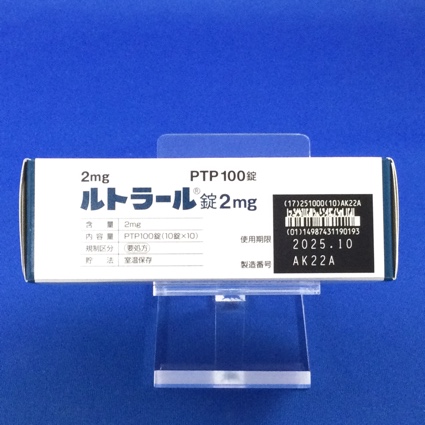 2mg PTP100錠
ルトラール®錠2mg
含 量 2mg
内 容 量 PTP100錠(10錠×10)
規制区分 (要処方)
貯 法 室温保存
(17)251000(10)AK22A
(01)14987431190193
使用期限 2025.10
製造番号 AK22A